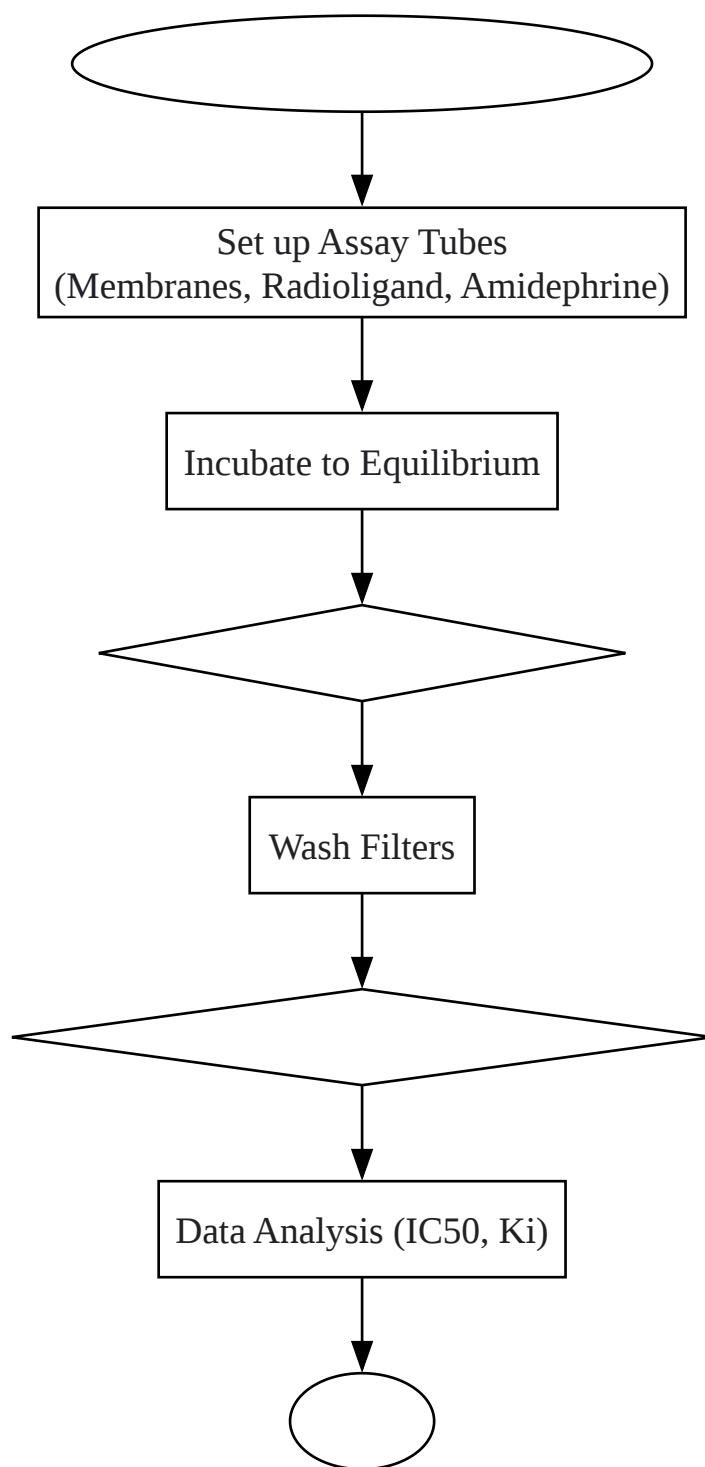 Set up Assay Tubes
(Membranes, Radioligand, Amidephrine)
Incubate to Equilibrium
Wash Filters
Data Analysis (IC50, Ki)